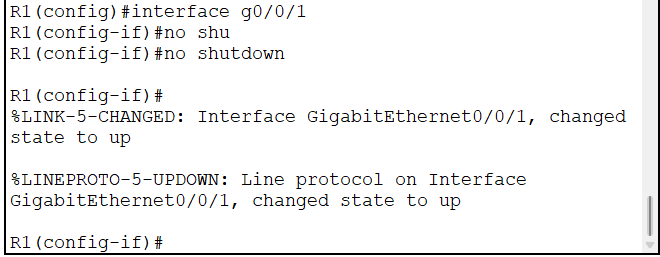 R1(config)#interface g0/0/1
R1(config-if)#no shu
R1(config-if)#no shutdown
R1(config-if)#
%LINK-5-CHANGED: Interface GigabitEthernet0/0/1, changed
state to up
%LINEPROTO-5-UPDOWN: Line protocol on Interface
GigabitEthernet0/0/1, changed state to up
R1(config-if)#